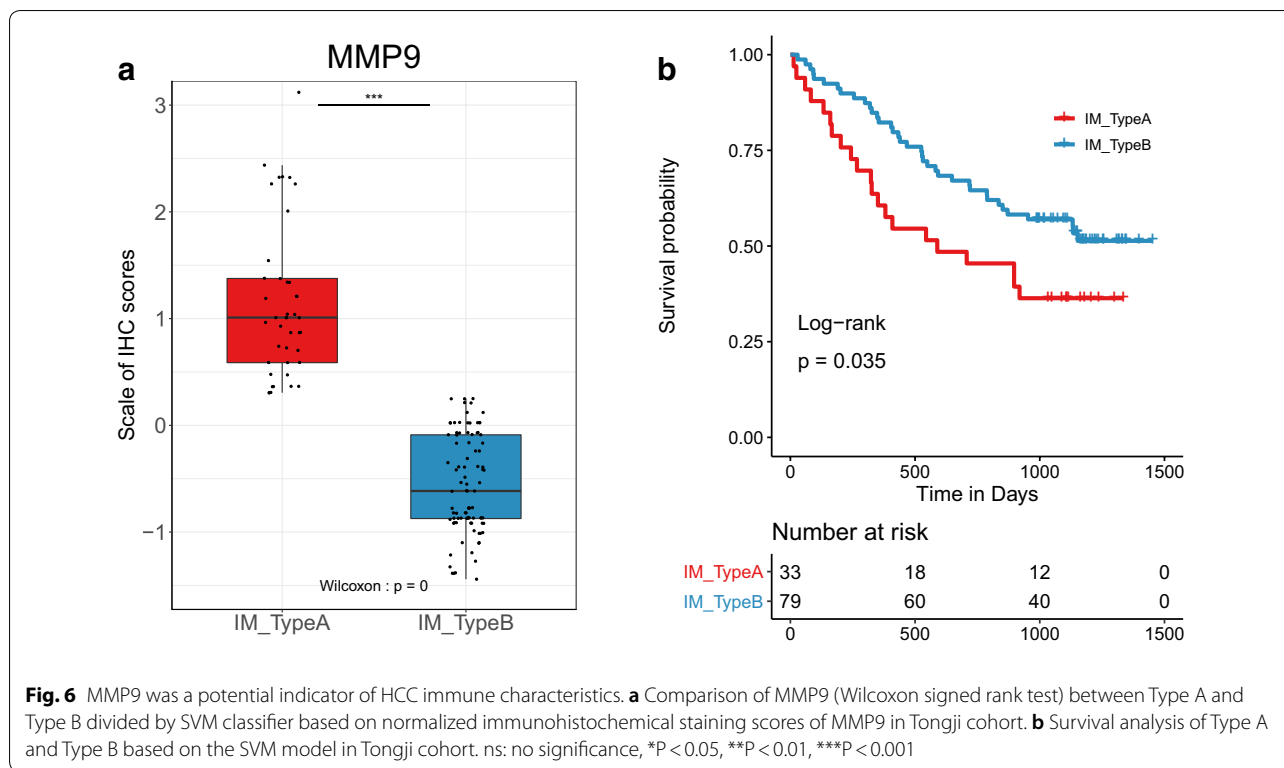 a
MMP9
***
Scale of IHC scores
3
2
1
0
−1
Wilcoxon : p = 0
IM_TypeA IM_TypeB
b
Survival probability
1.00
0.75
0.50
0.25
0.00
IM_TypeA
IM_TypeB
Log−rank
p = 0.035
0 500 1000 1500
Time in Days
Number at risk
IM_TypeA 33 18 12 0
IM_TypeB 79 60 40 0
0 500 1000 1500
Fig. 6 MMP9 was a potential indicator of HCC immune characteristics. a Comparison of MMP9 (Wilcoxon signed rank test) between Type A and
Type B divided by SVM classifier based on normalized immunohistochemical staining scores of MMP9 in Tongji cohort. b Survival analysis of Type A
and Type B based on the SVM model in Tongji cohort. ns: no significance, *P < 0.05, **P < 0.01, ***P < 0.001